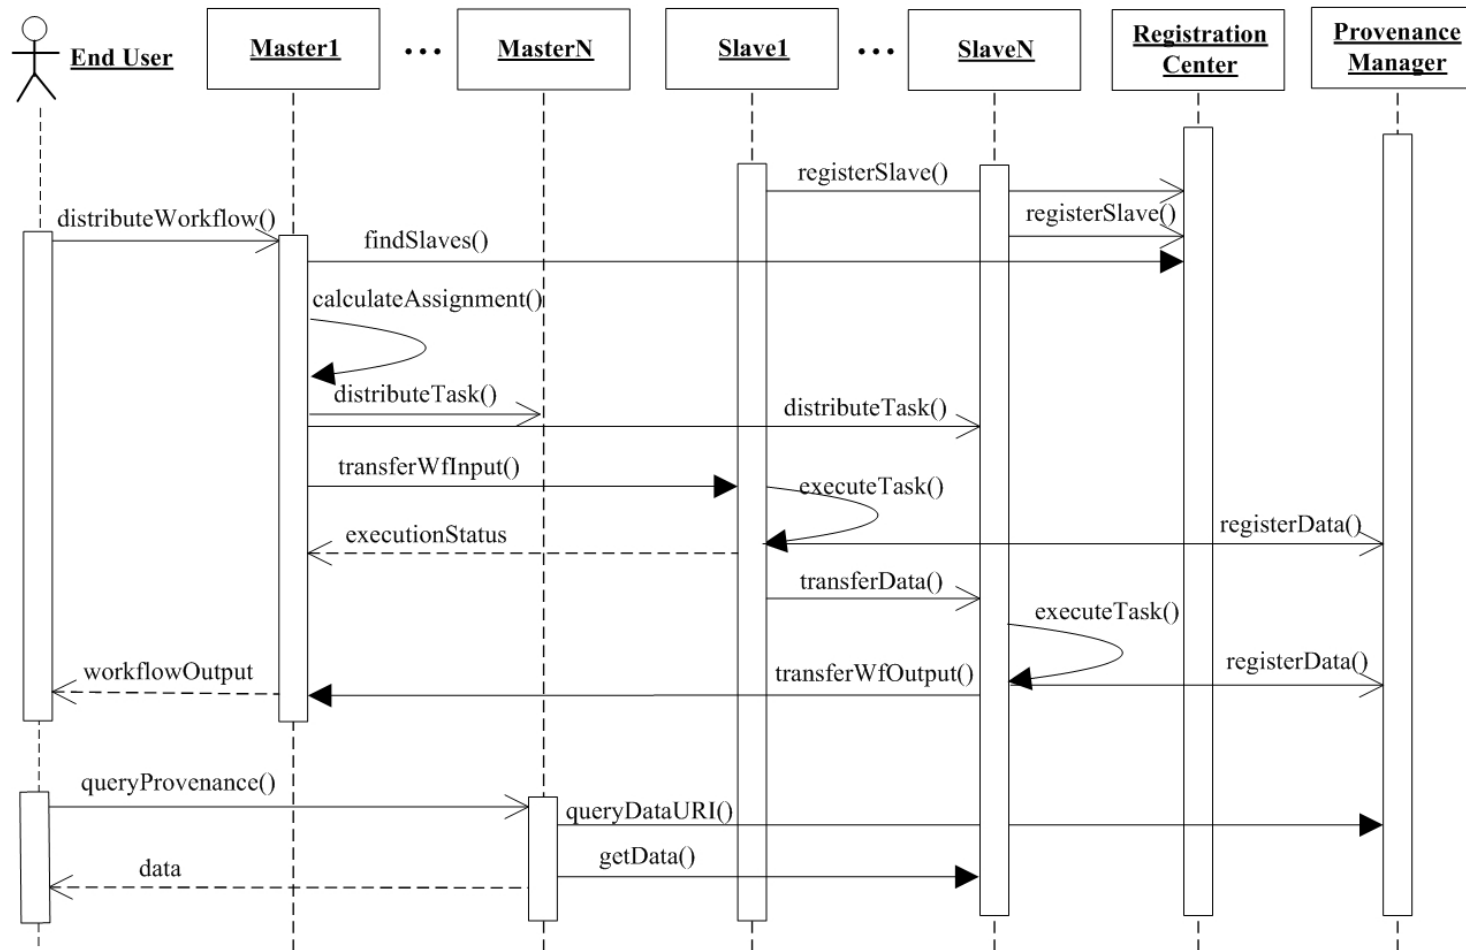 End User
Master1
...
MasterN
Slave1
...
SlaveN
Registration
Center
Provenance
Manager
registerSlave()
distributeWorkflow()
registerSlave()
findSlaves()
calculateAssignment()
distributeTask()
distributeTask()
transferWfInput()
executeTask()
executionStatus
registerData()
transferData()
executeTask()
workflowOutput
transferWfOutput()
registerData()
queryProvenance()
queryDataURI()
getData()
data